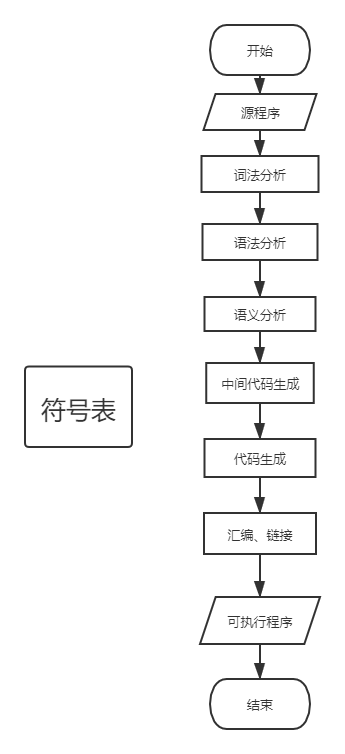 开始
源程序
词法分析
语法分析
语义分析
符号表
中间代码生成
代码生成
汇编、链接
可执行程序
结束